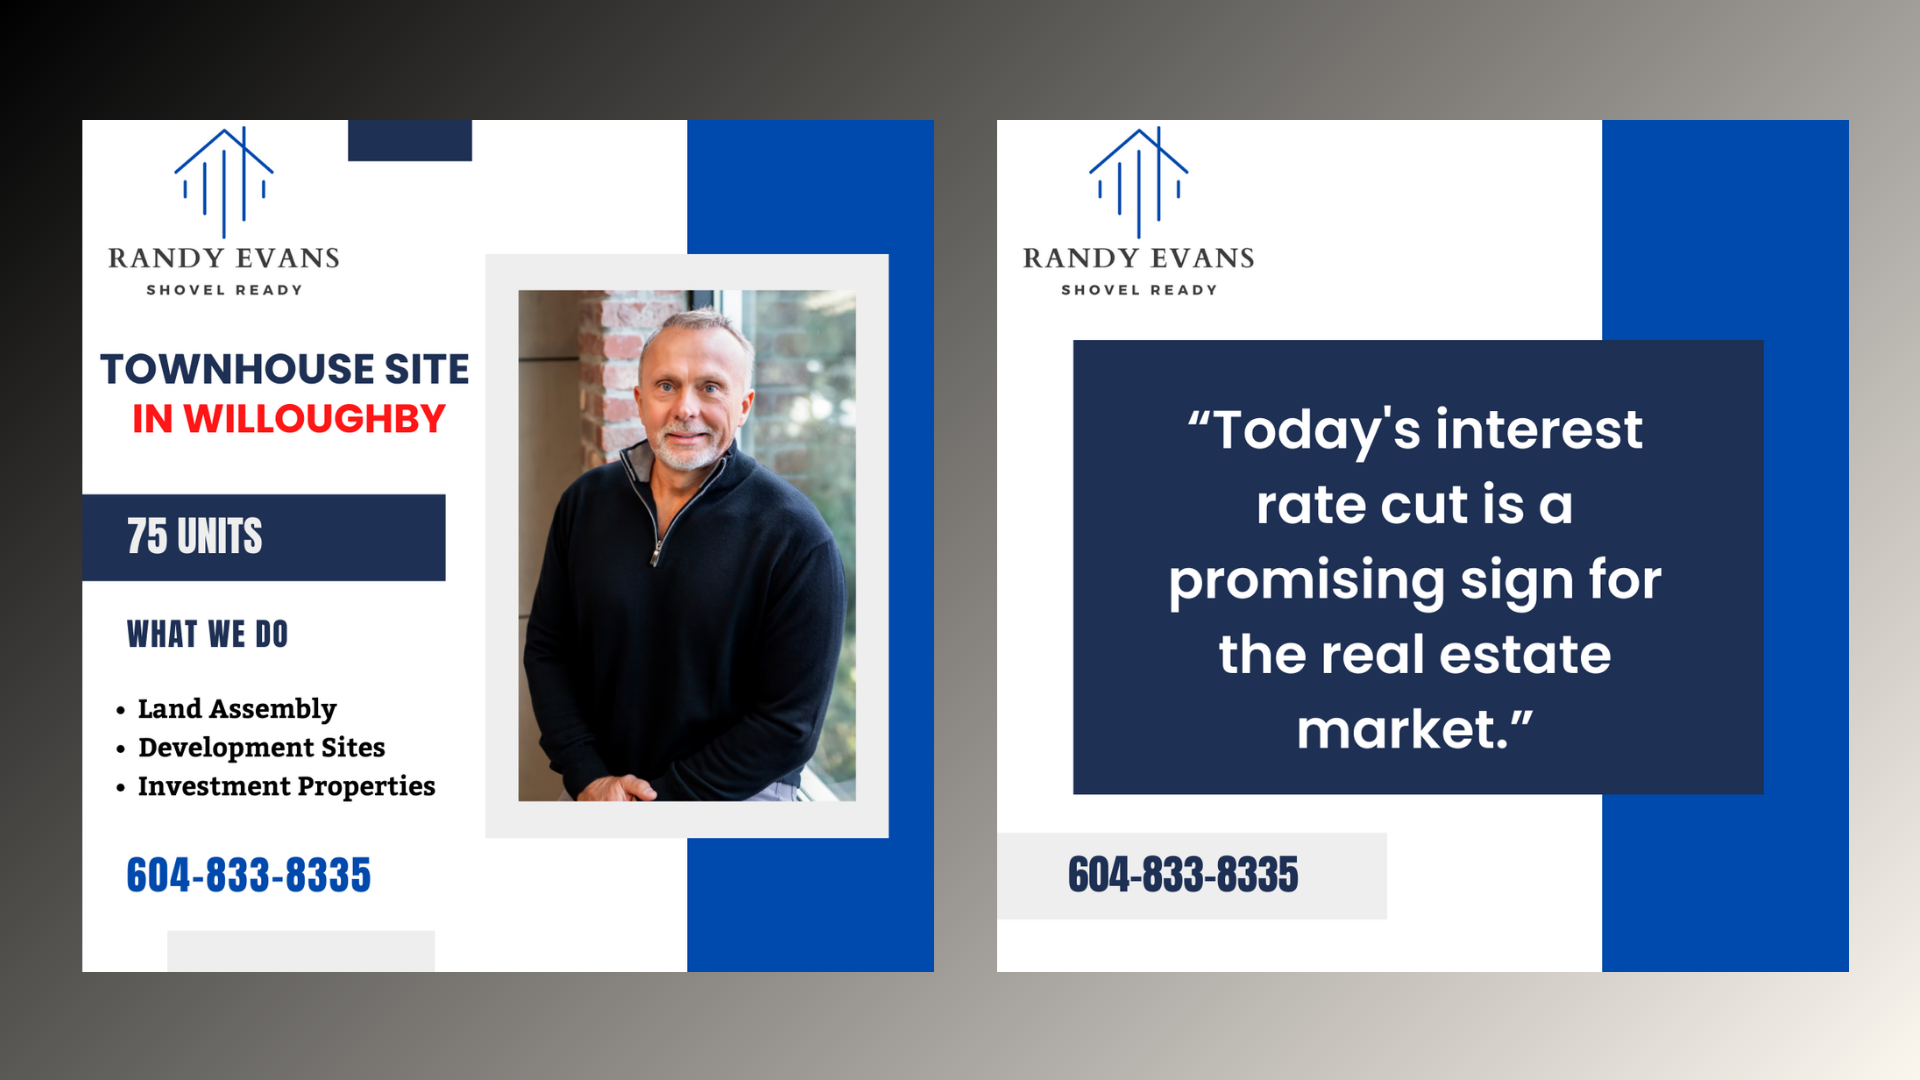 RANDY EVANS
SHOVEL READY
TOWNHOUSE SITE
IN WILLOUGHBY
75 UNITS
WHAT WE DO
• Land Assembly
• Development Sites
• Investment Properties
604-833-8335
RANDY EVANS
SHOVEL READY
“Today's interest
rate cut is a
promising sign for
the real estate
market.”
604-833-8335